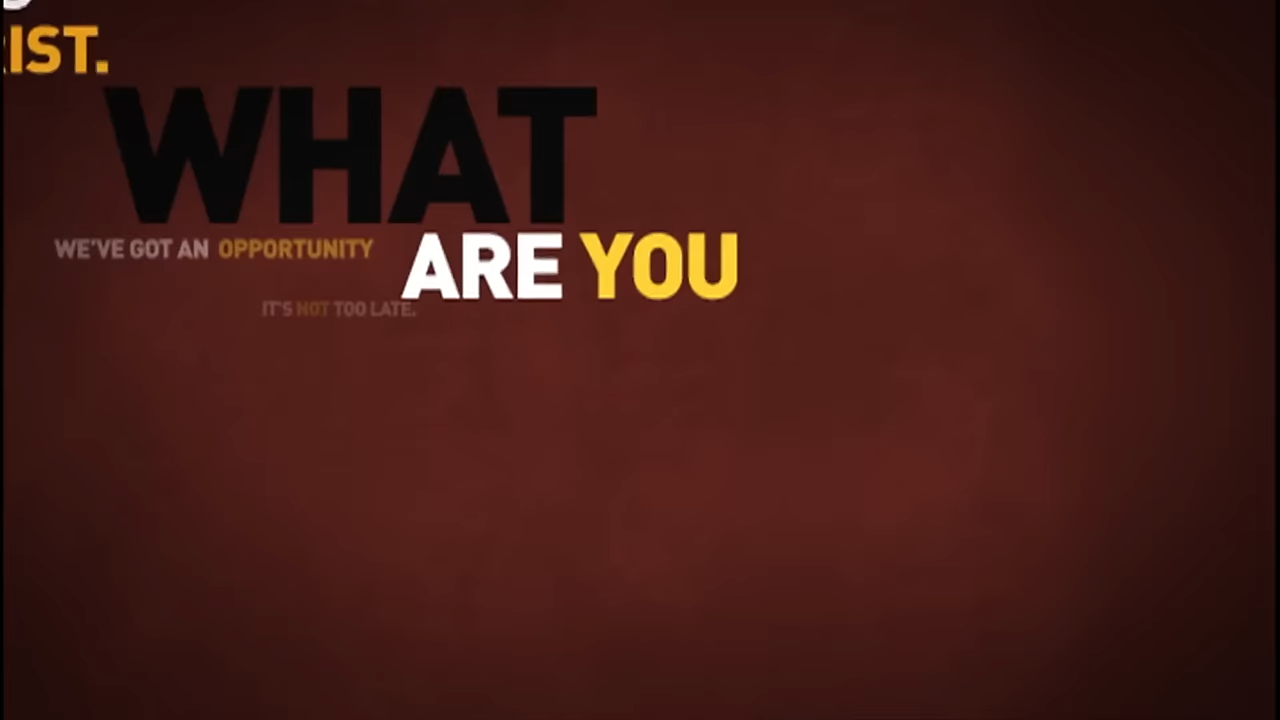 IST.
WHAT
WE'VE GOT AN OPPORTUNITY
ARE YOU
IT'S NOT TOO LATE.